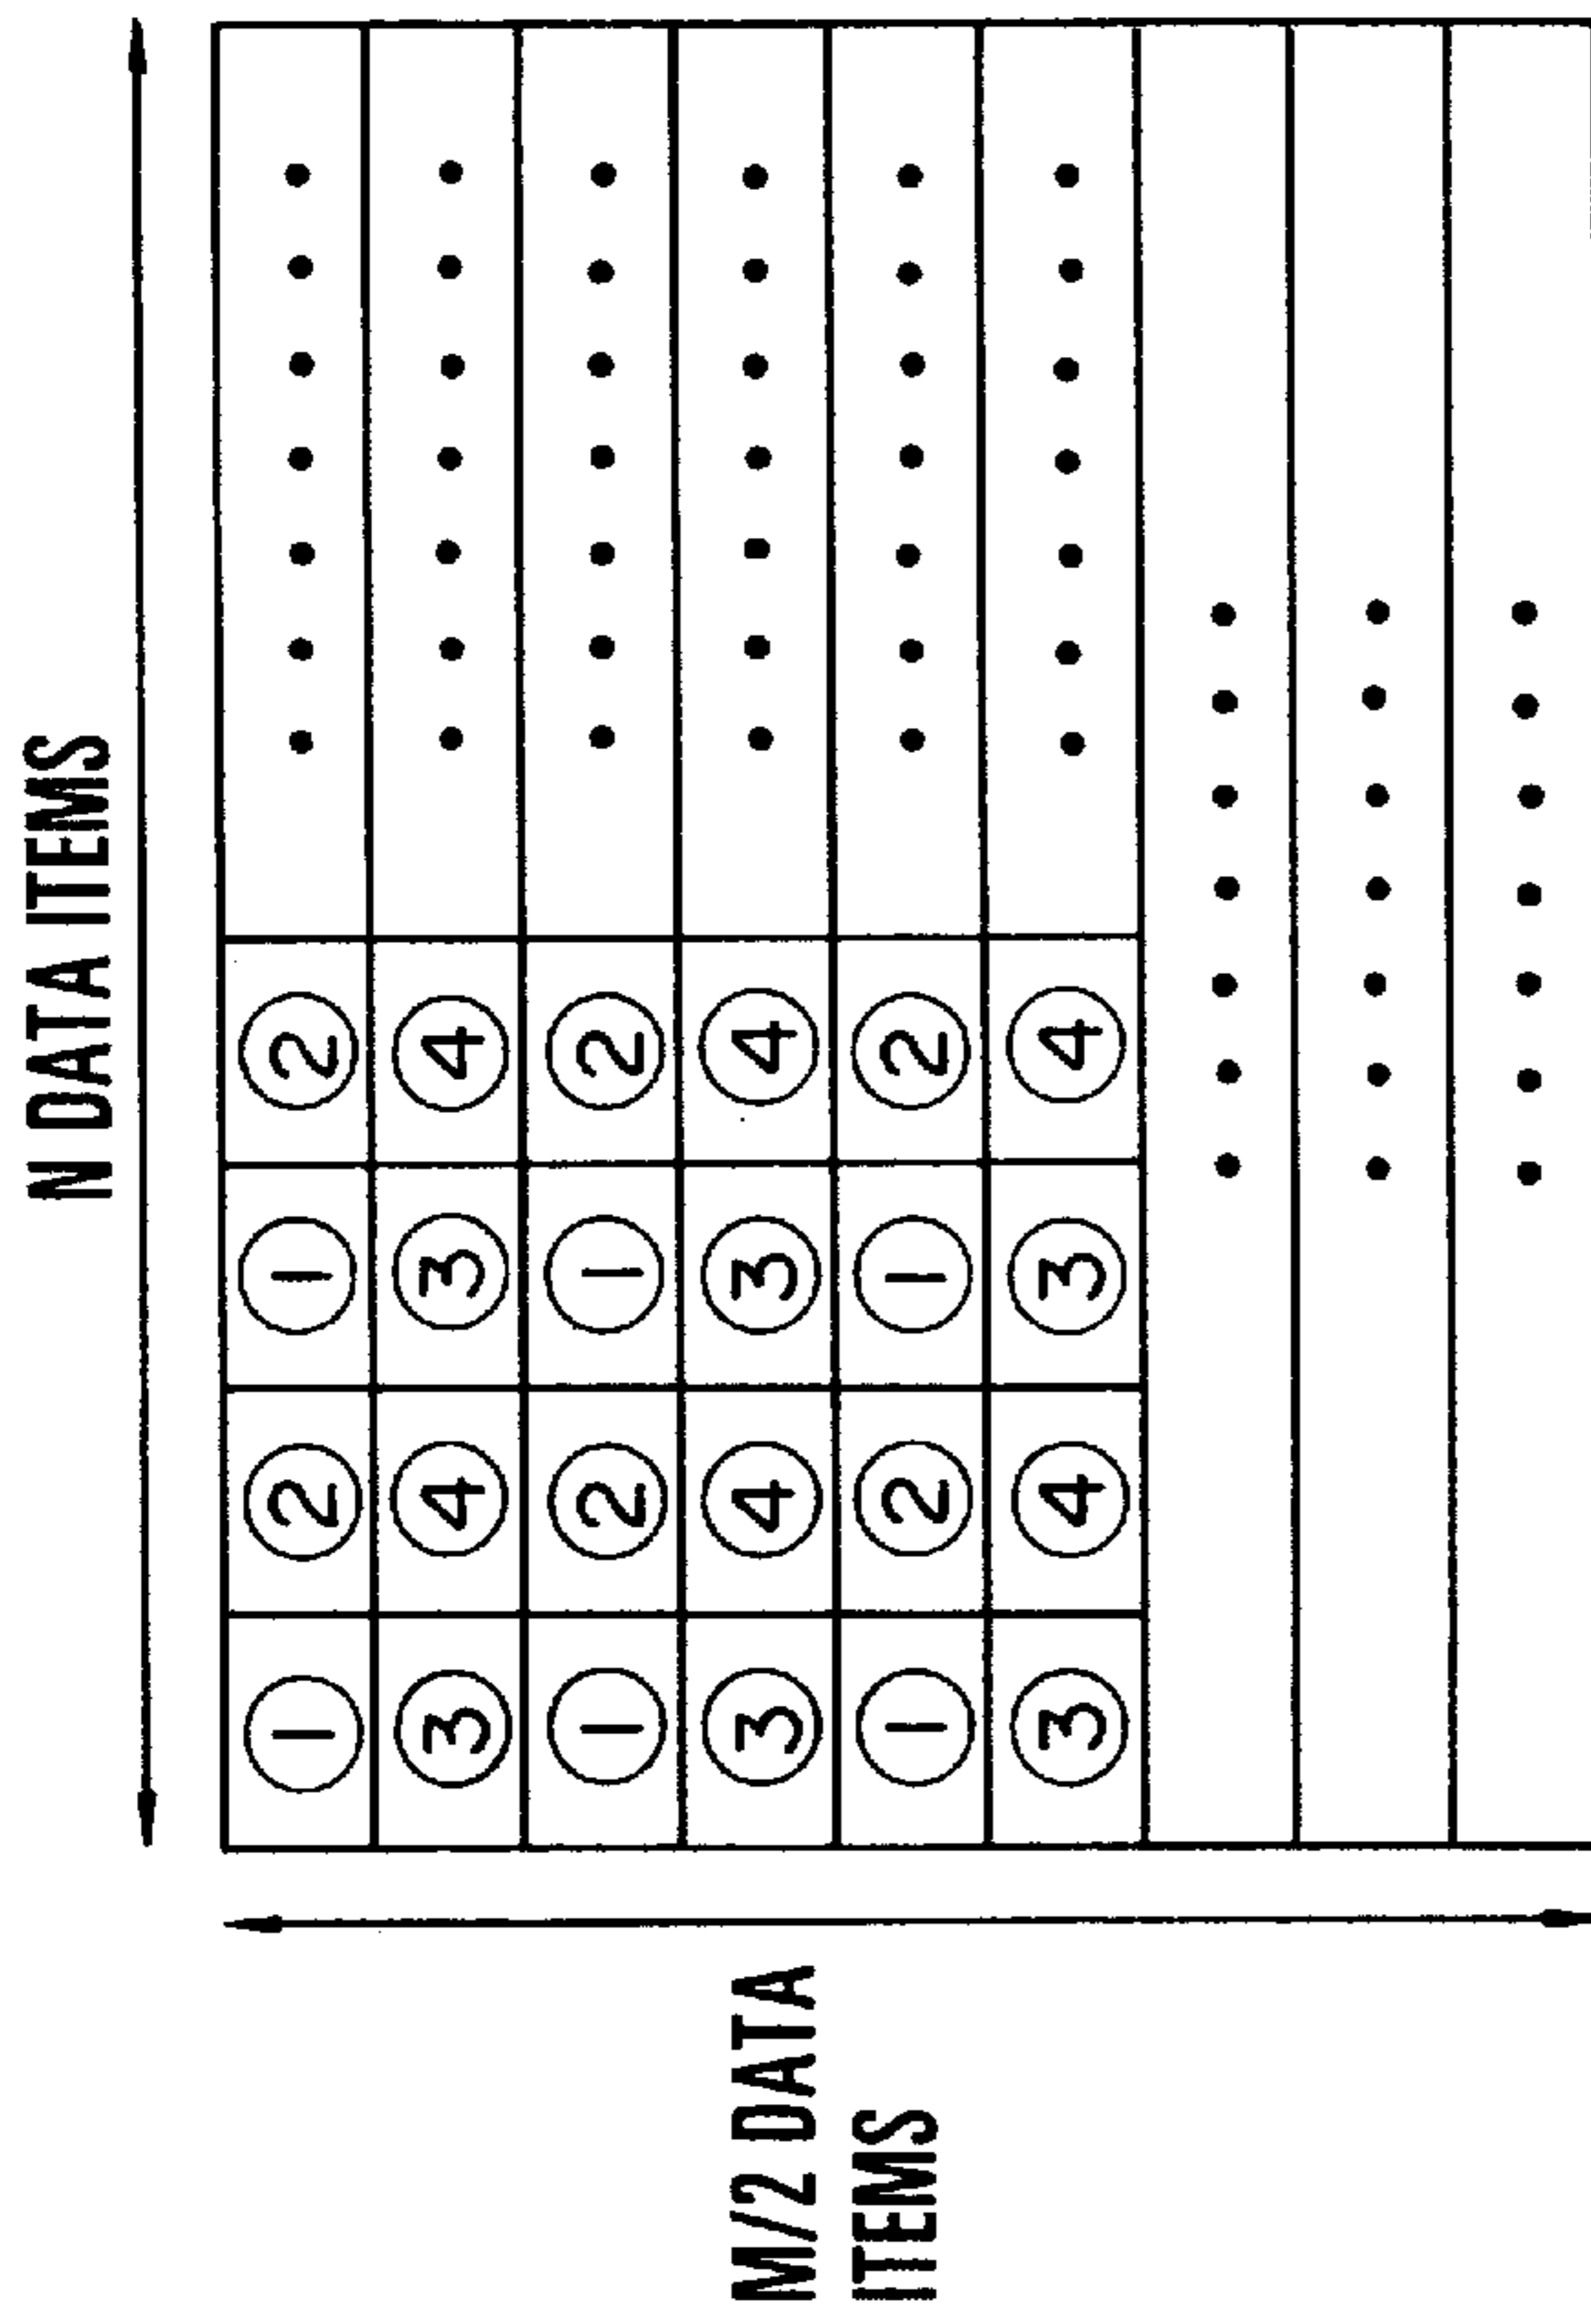 N DATA ITEMS
M/2 DATA
ITEMS
① ② ① ②
③ ④ ③ ④
① ② ① ②
③ ④ ③ ④
① ② ① ②
③ ④ ③ ④